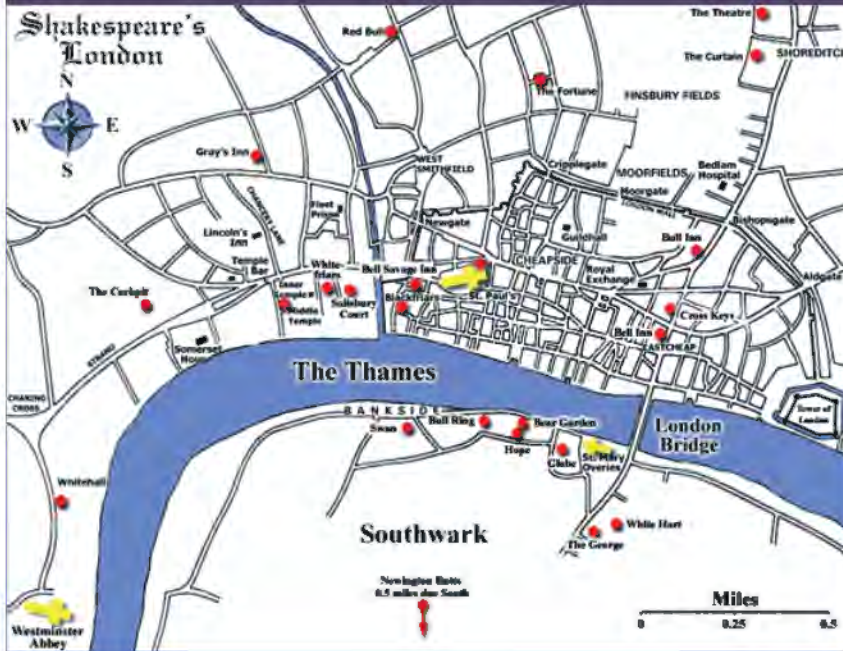 Shakespeare's
London
N
W
E
S
Red Bull
The Theatre
The Curtain
SHOREDITCH
The Fortune
FINSBURY FIELDS
Gray's Inn
WEST
SMITHFIELD
Cripplegate
MOORFIELDS
Bedlam
Hospital
Moorgate
LONDON WALL
Bishopsgate
CHANCERY LANE
Fleet
Prison
Newgate
Lincoln's
Inn
Guildhall
Bull Inn
Temple
Bar
White-
friars
Bell Savage Inn
CHEAPSIDE
Royal
Exchange
Aldgate
The Cockpit
Inner
Temple
Middle
Temple
Salisbury
Court
Blackfriars
St. Paul's
Cross Keys
Bell Inn
EASTCHEAP
STRAND
Somerset
House
The Thames
CHARING
CROSS
BANKSIDE
Swan
Bull Ring
Bear Garden
Hope
Globe
St. Mary
Overies
London
Bridge
Tower of
London
Whitehall
Southwark
White Hart
The George
Newington Butts
0.5 miles due South
Westminster
Abbey
Miles
0
0.25
0.5